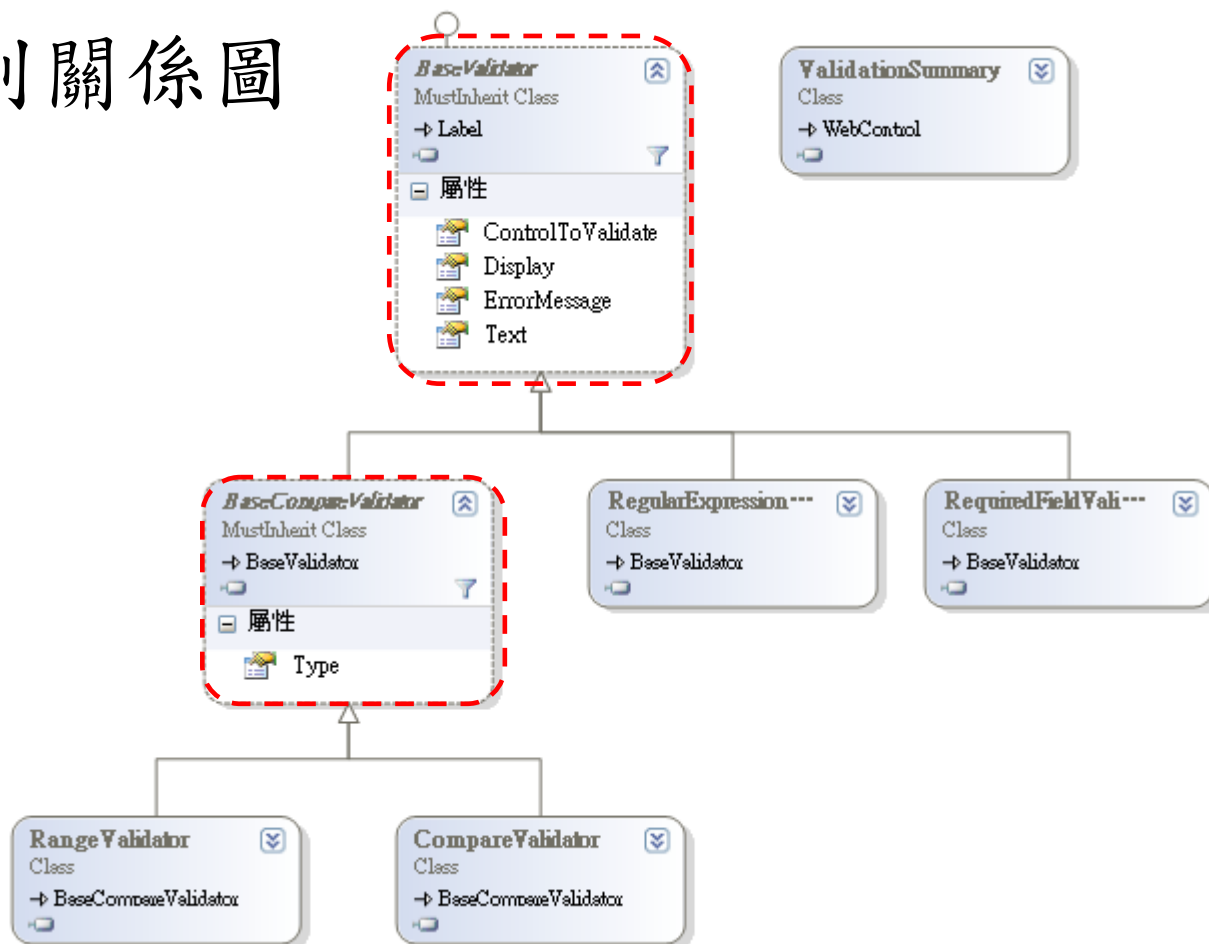 別關係圖
BaseValidator
MustInherit Class
Label
屬性
ControlToValidate
Display
ErrorMessage
Text
ValidationSummary
Class
WebControl
BaseCompareValidator
MustInherit Class
BaseValidator
屬性
Type
RegularExpression...
Class
BaseValidator
RequiredFieldVali...
Class
BaseValidator
RangeValidator
Class
BaseCompareValidator
CompareValidator
Class
BaseCompareValidator